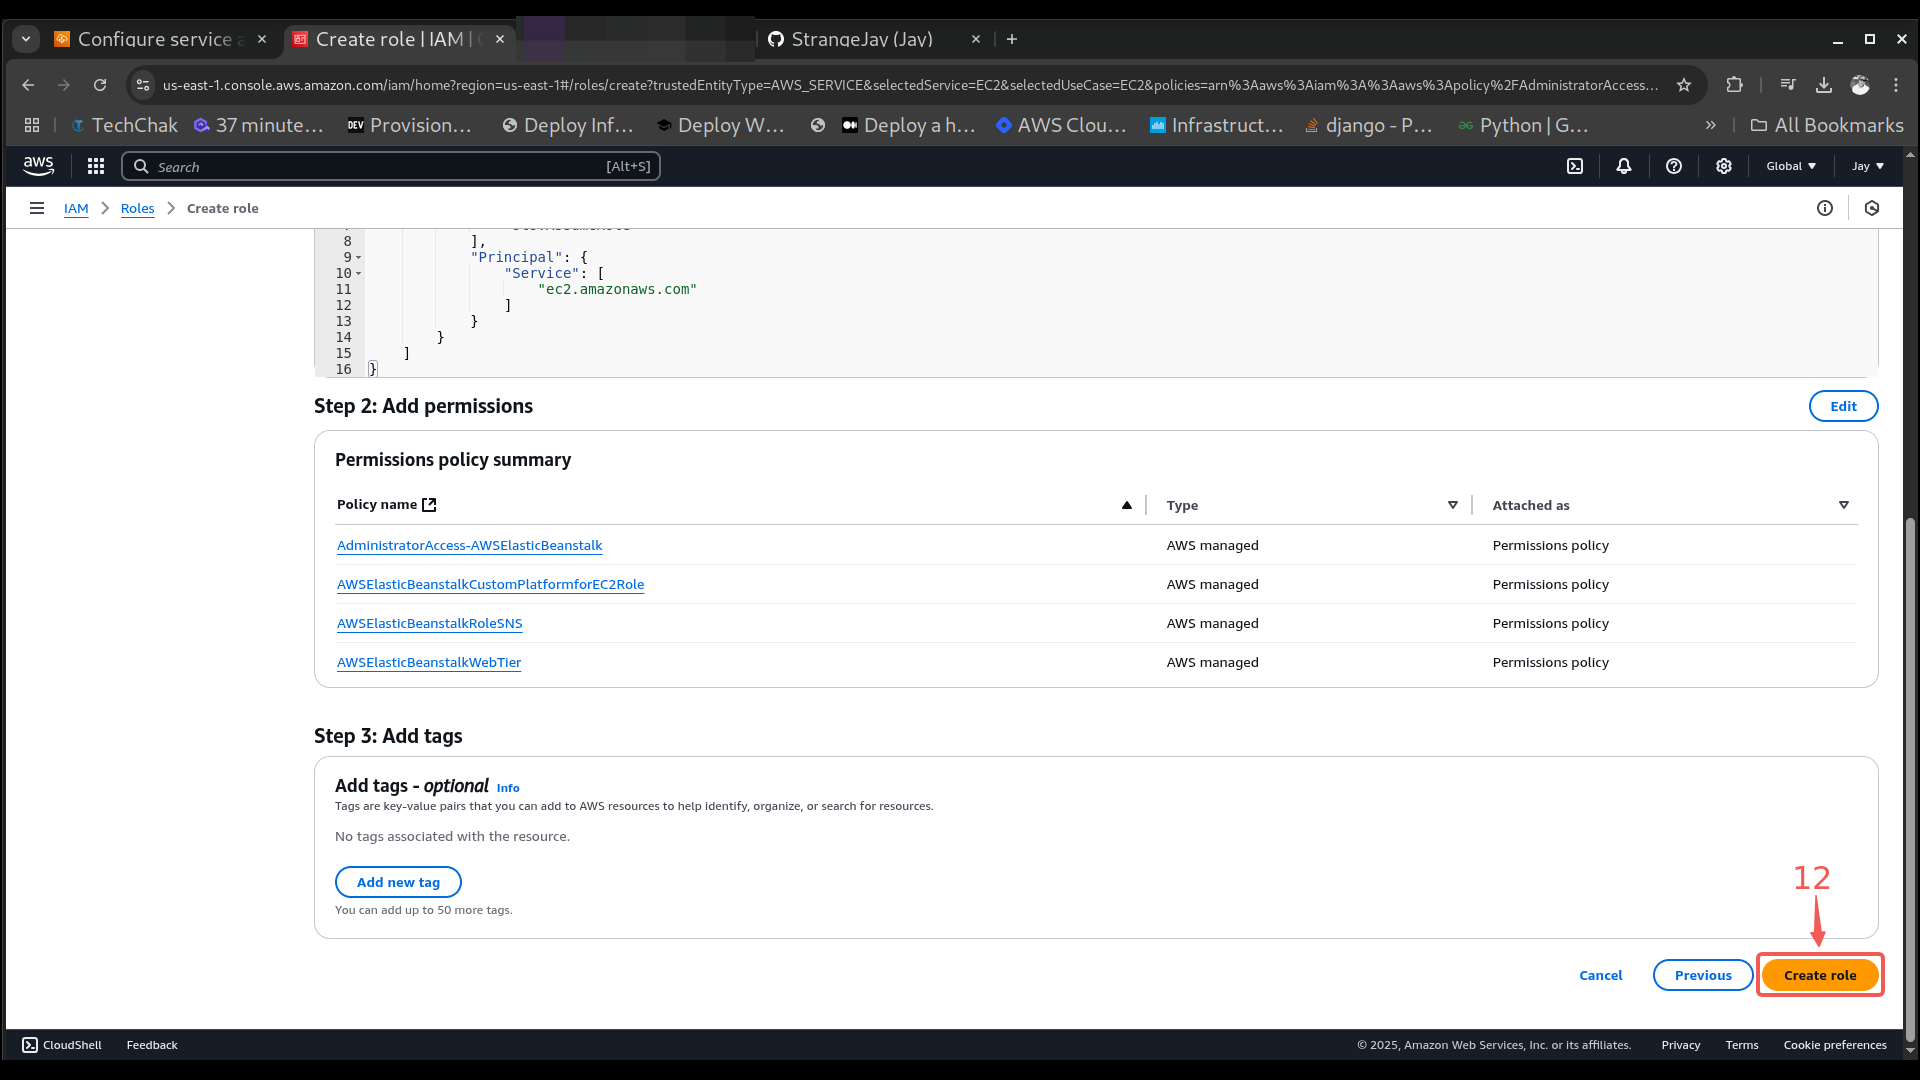 Configure service a
Create role | IAM |
StrangeJay (Jay)
us-east-1.console.aws.amazon.com/iam/home?region=us-east-1#/roles/create?trustedEntityType=AWS_SERVICE&selectedService=EC2&selectedUseCase=EC2&policies=arn%3Aaws%3Aiam%3A%3Aaws%3Apolicy%2FAdministratorAccess...
TechChak
37 minute...
DEV Provision...
Deploy Inf...
Deploy W...
Deploy a h...
AWS Clou...
Infrastruct...
django - P...
Python | G...
»
All Bookmarks
aws
Search
[Alt+S]
Global
Jay
IAM
Roles
Create role
8 ],
9 "Principal": {
10 "Service": [
11 "ec2.amazonaws.com"
12 ]
13 }
14 }
15 ]
16 }
Step 2: Add permissions
Edit
Permissions policy summary
Policy name Type Attached as
AdministratorAccess-AWSElasticBeanstalk AWS managed Permissions policy
AWSElasticBeanstalkCustomPlatformforEC2Role AWS managed Permissions policy
AWSElasticBeanstalkRoleSNS AWS managed Permissions policy
AWSElasticBeanstalkWebTier AWS managed Permissions policy
Step 3: Add tags
Add tags - optional Info
Tags are key-value pairs that you can add to AWS resources to help identify, organize, or search for resources.
No tags associated with the resource.
Add new tag
You can add up to 50 more tags.
12
Cancel
Previous
Create role
CloudShell
Feedback
© 2025, Amazon Web Services, Inc. or its affiliates.
Privacy
Terms
Cookie preferences